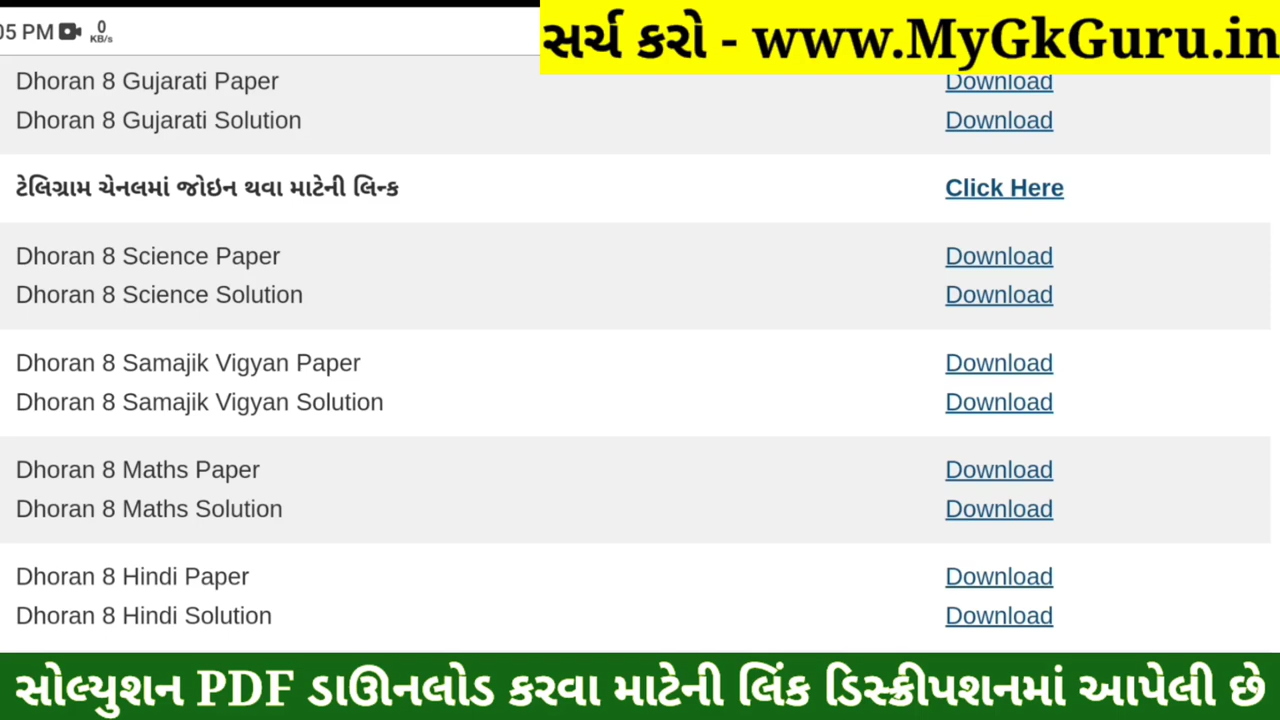 05 PM 0 KB/s
સર્ચ કરો - www.MyGkGuru.in
Dhoran 8 Gujarati Paper Download
Dhoran 8 Gujarati Solution Download
ટેલિગ્રામ ચેનલમાં જોઇન થવા માટેની લિન્ક Click Here
Dhoran 8 Science Paper Download
Dhoran 8 Science Solution Download
Dhoran 8 Samajik Vigyan Paper Download
Dhoran 8 Samajik Vigyan Solution Download
Dhoran 8 Maths Paper Download
Dhoran 8 Maths Solution Download
Dhoran 8 Hindi Paper Download
Dhoran 8 Hindi Solution Download
સોલ્યુશન PDF ડાઊનલોડ કરવા માટેની લિંક ડિસ્ક્રીપશનમાં આપેલી છે